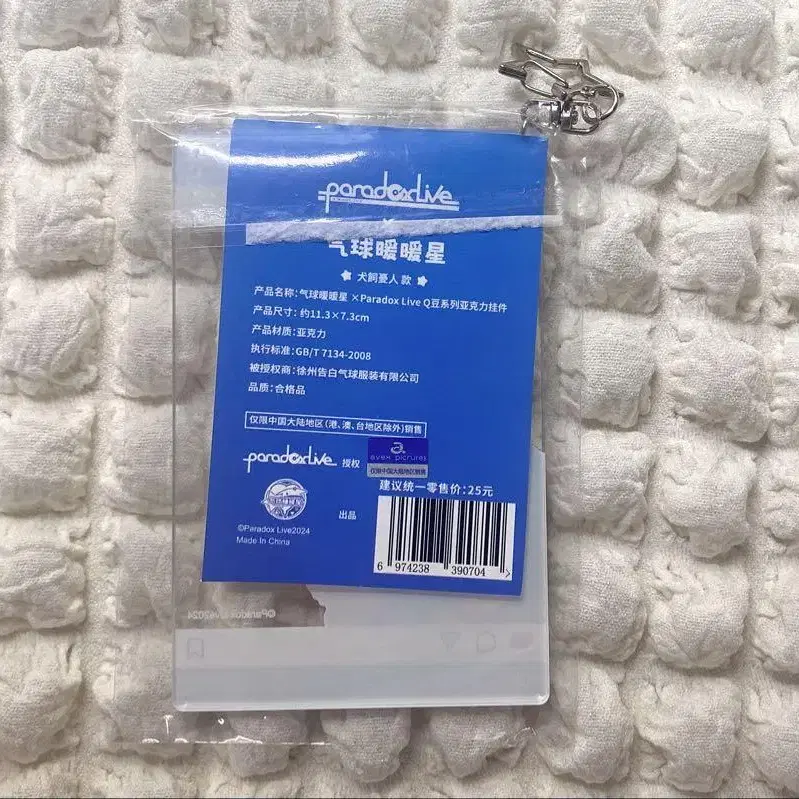 paradoxLive
气球暖暖星
犬飼憂人款
产品名称:气球暖暖星 ×Paradox Live Q豆系列亚克力挂件
产品尺寸: 约11.3×7.3cm
产品材质:亚克力
执行标准:GB/T 7134-2008
被授权商:徐州告白气球服装有限公司
品质:合格品
仅限中国大陆地区(港、澳、台地区除外)销售
paradoxLive 授权
avex pictures
仅限中国大陆地区销售
建议统一零售价:25元
出品
©Paradox Live2024
Made In China
6 974238 390704 >
©Paradox Live2024